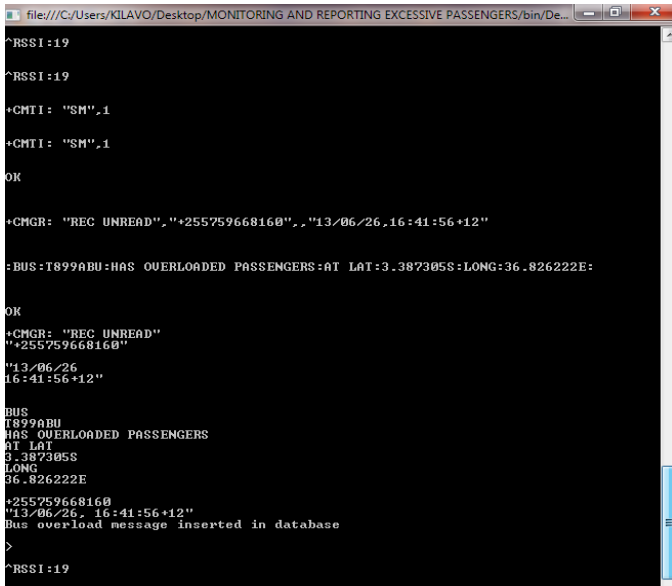 file:///C:/Users/KILAVO/Desktop/MONITORING AND REPORTING EXCESSIVE PASSENGERS/bin/De...
^RSSI:19
^RSSI:19
+CMTI: "SM",1
+CMTI: "SM",1
OK
+CMGR: "REC UNREAD","+255759668160",,"13/06/26,16:41:56+12"
:BUS:T899ABU:HAS OVERLOADED PASSENGERS:AT LAT:3.387305S:LONG:36.826222E:
OK
+CMGR: "REC UNREAD"
"+255759668160"
"13/06/26
16:41:56+12"
BUS
T899ABU
HAS OVERLOADED PASSENGERS
AT LAT
3.387305S
LONG
36.826222E
+255759668160
"13/06/26, 16:41:56+12"
Bus overload message inserted in database
>
^RSSI:19